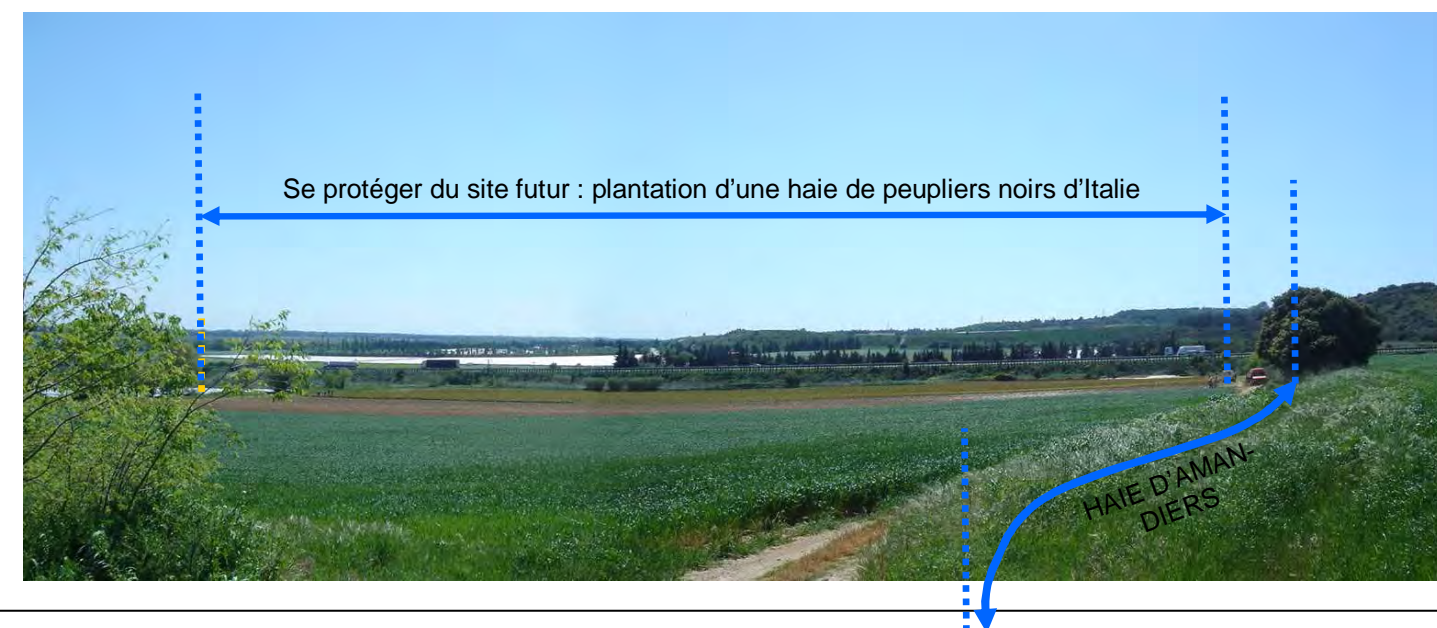 Se protéger du site futur : plantation d’une haie de peupliers noirs d’Italie
HAIE D’AMAN-
DIERS